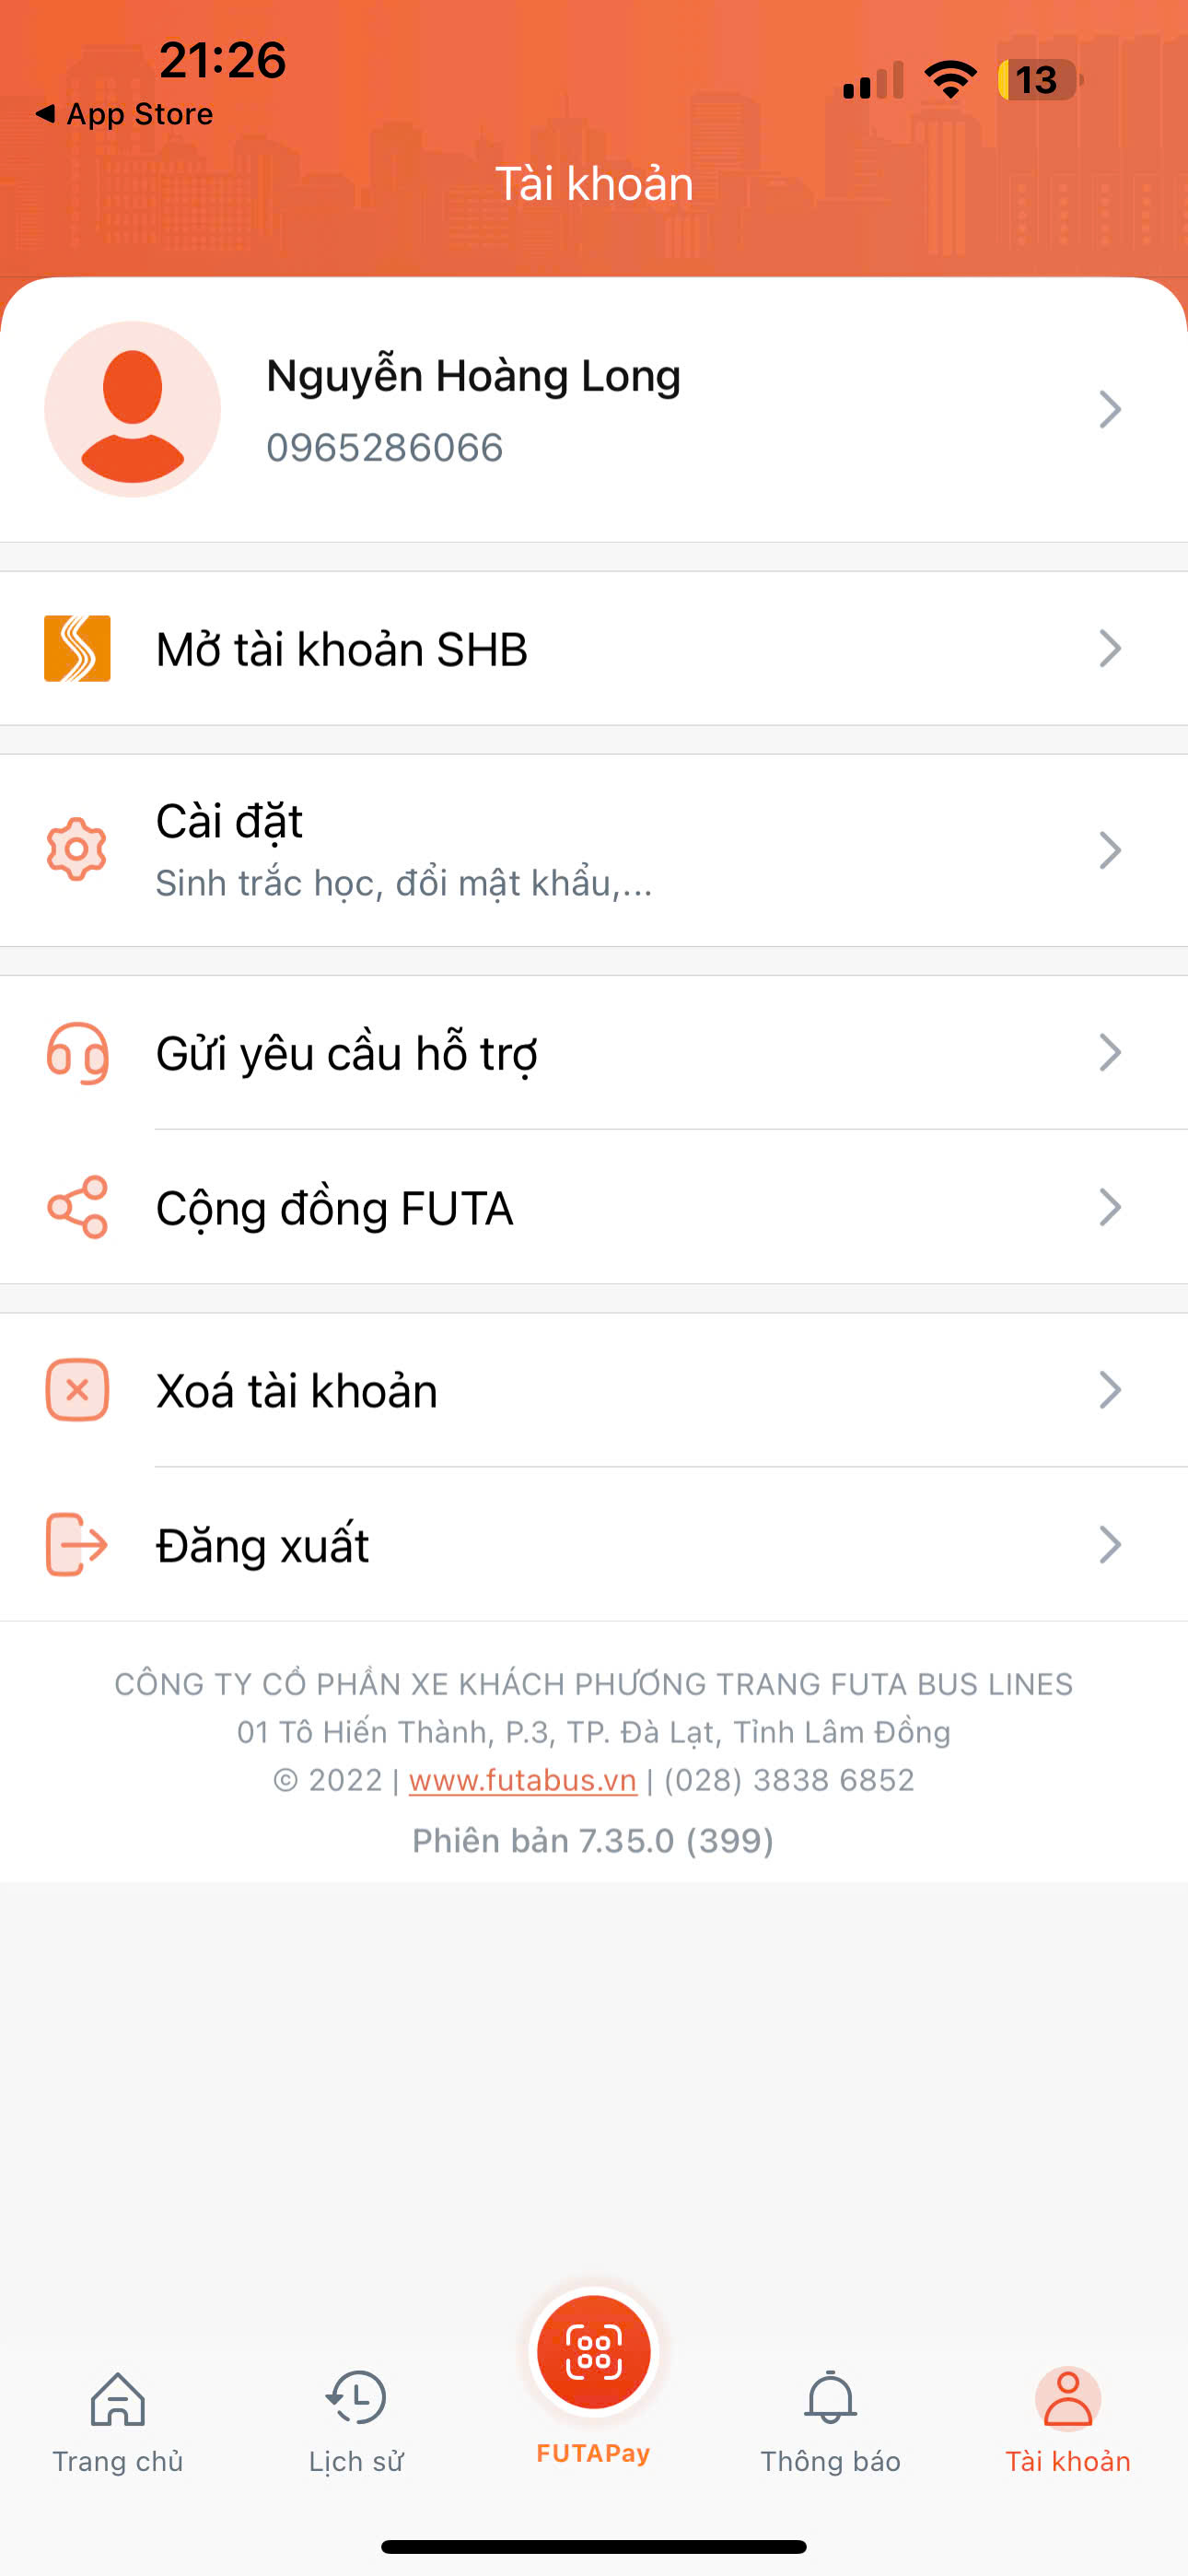 21:26
13
◀ App Store
Tài khoản
Nguyễn Hoàng Long
0965286066
Mở tài khoản SHB
Cài đặt
Sinh trắc học, đổi mật khẩu,...
Gửi yêu cầu hỗ trợ
Cộng đồng FUTA
Xoá tài khoản
Đăng xuất
CÔNG TY CỔ PHẦN XE KHÁCH PHƯƠNG TRANG FUTA BUS LINES
01 Tô Hiến Thành, P.3, TP. Đà Lạt, Tỉnh Lâm Đồng
© 2022 | www.futabus.vn | (028) 3838 6852
Phiên bản 7.35.0 (399)
Trang chủ
Lịch sử
FUTAPay
Thông báo
Tài khoản